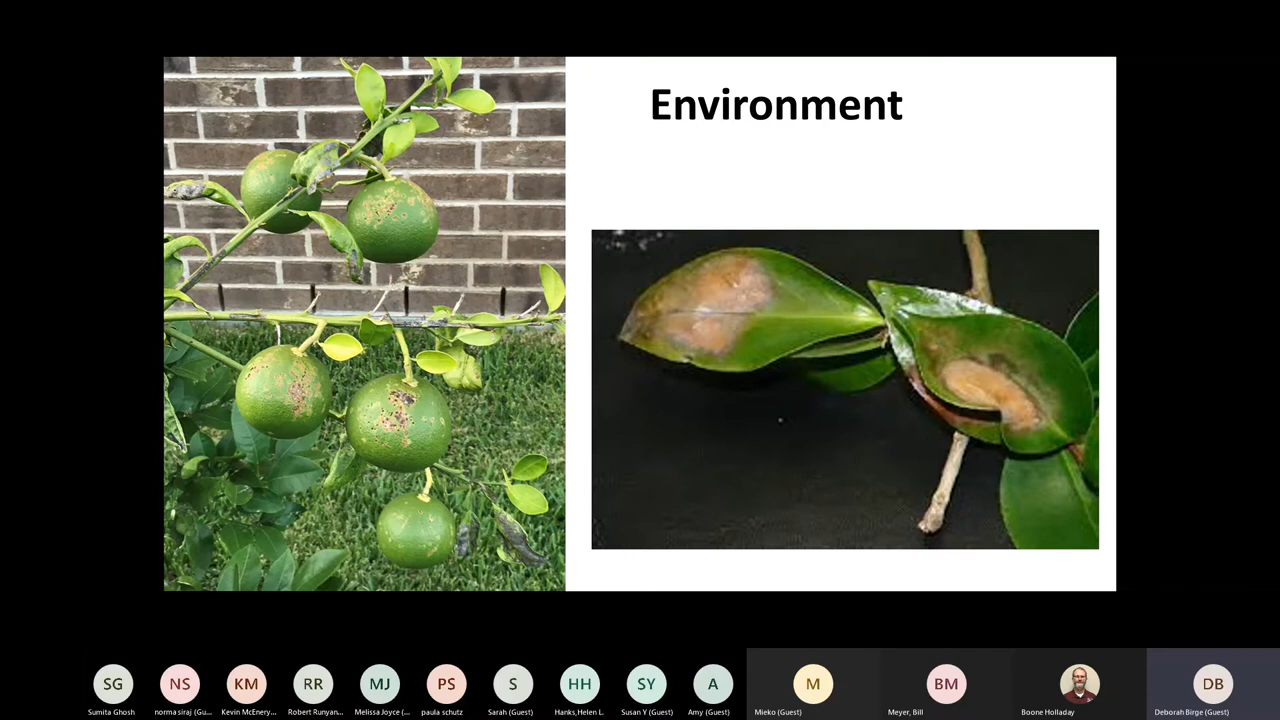 Environment
SG
NS
KM
RR
MJ
PS
S
HH
SY
A
M
BM
DB
Sumita Ghosh
norma siraj (Gu...
Kevin McEnery...
Robert Runyan...
Melissa Joyce (...
paula schutz
Sarah (Guest)
Hanks,Helen L.
Susan Y (Guest)
Amy (Guest)
Mieko (Guest)
Meyer, Bill
Boone Holladay
Deborah Birge (Guest)